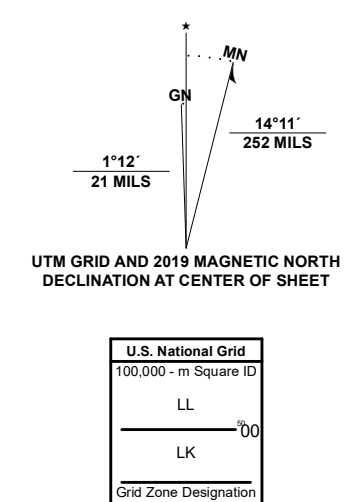 ★
MN
GN
14°11´
252 MILS
1°12´
21 MILS
UTM GRID AND 2019 MAGNETIC NORTH
DECLINATION AT CENTER OF SHEET
U.S. National Grid
100,000 - m Square ID
LL
5000
LK
Grid Zone Designation